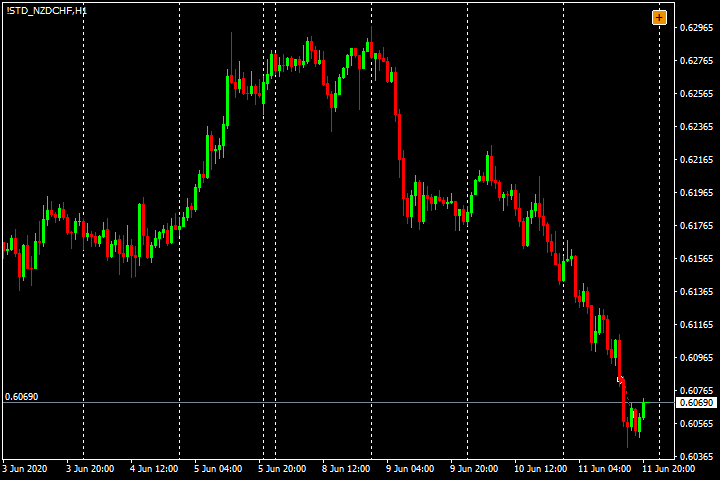 !STD_NZDCHF,H1
0.62965
0.62765
0.62565
0.62365
0.62165
0.61965
0.61765
0.61565
0.61365
0.61165
0.60965
0.60765
0.60690
0.60690
0.60565
0.60365
3 Jun 2020
3 Jun 20:00
4 Jun 12:00
5 Jun 04:00
5 Jun 20:00
8 Jun 12:00
9 Jun 04:00
9 Jun 20:00
10 Jun 12:00
11 Jun 04:00
11 Jun 20:00